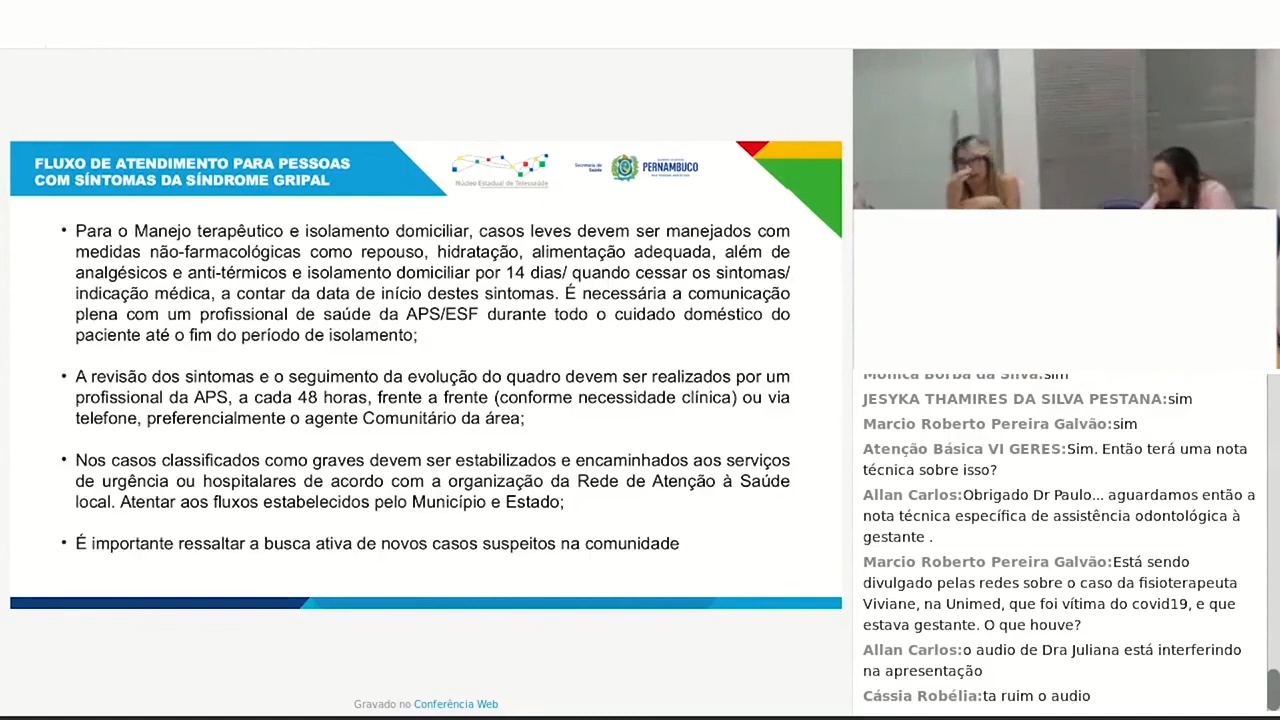 FLUXO DE ATENDIMENTO PARA PESSOAS
COM SÍNTOMAS DA SÍNDROME GRIPAL
Núcleo Estadual de Telessaúde
Secretaria de
Saúde
PERNAMBUCO
• Para o Manejo terapêutico e isolamento domiciliar, casos leves devem ser manejados com
medidas não-farmacológicas como repouso, hidratação, alimentação adequada, além de
analgésicos e anti-térmicos e isolamento domiciliar por 14 dias/ quando cessar os sintomas/
indicação médica, a contar da data de início destes sintomas. É necessária a comunicação
plena com um profissional de saúde da APS/ESF durante todo o cuidado doméstico do
paciente até o fim do período de isolamento;
• A revisão dos sintomas e o seguimento da evolução do quadro devem ser realizados por um
profissional da APS, a cada 48 horas, frente a frente (conforme necessidade clínica) ou via
telefone, preferencialmente o agente Comunitário da área;
• Nos casos classificados como graves devem ser estabilizados e encaminhados aos serviços
de urgência ou hospitalares de acordo com a organização da Rede de Atenção à Saúde
local. Atentar aos fluxos estabelecidos pelo Município e Estado;
• É importante ressaltar a busca ativa de novos casos suspeitos na comunidade
Gravado no Conferência Web
Mônica Borba da Silva:sim
JESYKA THAMIRES DA SILVA PESTANA:sim
Marcio Roberto Pereira Galvão:sim
Atenção Básica VI GERES:Sim. Então terá uma nota
técnica sobre isso?
Allan Carlos:Obrigado Dr Paulo... aguardamos então a
nota técnica específica de assistência odontológica à
gestante .
Marcio Roberto Pereira Galvão:Está sendo
divulgado pelas redes sobre o caso da fisioterapeuta
Viviane, na Unimed, que foi vítima do covid19, e que
estava gestante. O que houve?
Allan Carlos:o audio de Dra Juliana está interferindo
na apresentação
Cássia Robélia:ta ruim o audio